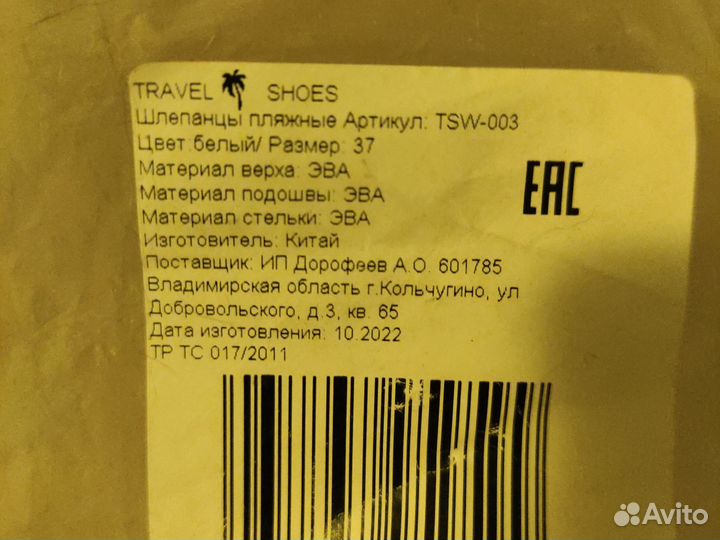 TRAVEL SHOES
Шлепанцы пляжные Артикул: TSW-003
Цвет:белый/ Размер: 37
Материал верха: ЭВА
Материал подошвы: ЭВА
Материал стельки: ЭВА
Изготовитель: Китай
Поставщик: ИП Дорофеев А.О. 601785
Владимирская область г.Кольчугино, ул
Добровольского, д.3, кв. 65
Дата изготовления: 10.2022
ТР ТС 017/2011
EAC
Avito